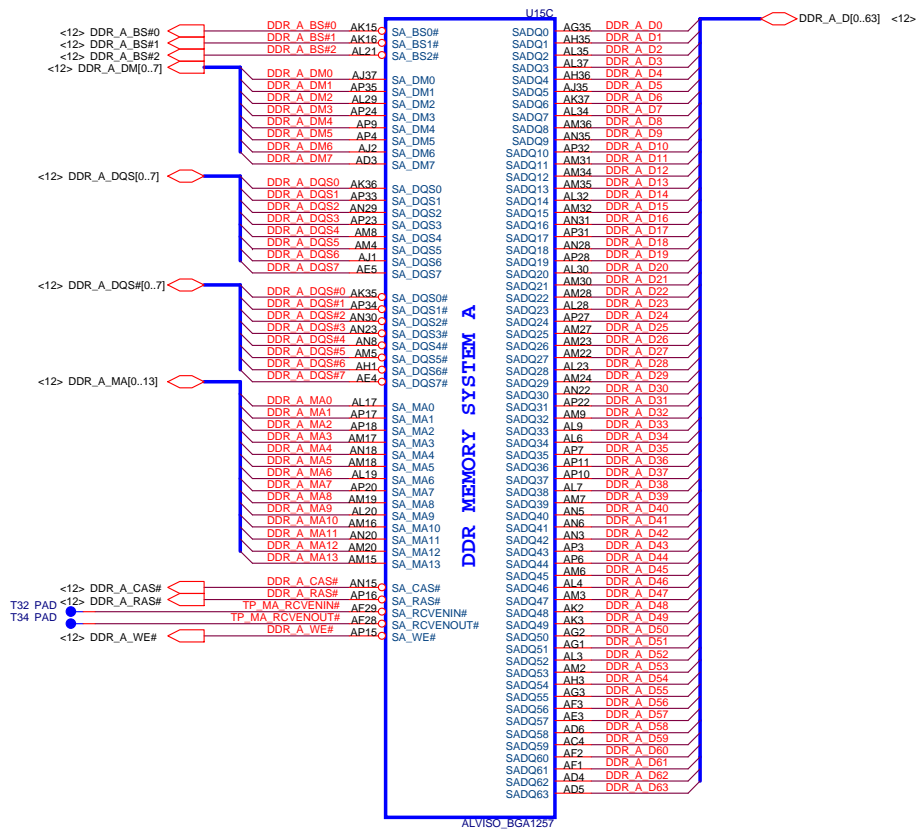 U15C
<12> DDR_A_BS#0 DDR_A_BS#0 AK15 SA_BS0#
<12> DDR_A_BS#1 DDR_A_BS#1 AK16 SA_BS1#
<12> DDR_A_BS#2 DDR_A_BS#2 AL21 SA_BS2#
<12> DDR_A_DM[0..7]
DDR_A_DM0 AJ37 SA_DM0
DDR_A_DM1 AP35 SA_DM1
DDR_A_DM2 AL29 SA_DM2
DDR_A_DM3 AP24 SA_DM3
DDR_A_DM4 AP9 SA_DM4
DDR_A_DM5 AP4 SA_DM5
DDR_A_DM6 AJ2 SA_DM6
DDR_A_DM7 AD3 SA_DM7
<12> DDR_A_DQS[0..7]
DDR_A_DQS0 AK36 SA_DQS0
DDR_A_DQS1 AP33 SA_DQS1
DDR_A_DQS2 AN29 SA_DQS2
DDR_A_DQS3 AP23 SA_DQS3
DDR_A_DQS4 AM8 SA_DQS4
DDR_A_DQS5 AM4 SA_DQS5
DDR_A_DQS6 AJ1 SA_DQS6
DDR_A_DQS7 AE5 SA_DQS7
<12> DDR_A_DQS#[0..7]
DDR_A_DQS#0 AK35 SA_DQS0#
DDR_A_DQS#1 AP34 SA_DQS1#
DDR_A_DQS#2 AN30 SA_DQS2#
DDR_A_DQS#3 AN23 SA_DQS3#
DDR_A_DQS#4 AN8 SA_DQS4#
DDR_A_DQS#5 AM5 SA_DQS5#
DDR_A_DQS#6 AH1 SA_DQS6#
DDR_A_DQS#7 AE4 SA_DQS7#
<12> DDR_A_MA[0..13]
DDR_A_MA0 AL17 SA_MA0
DDR_A_MA1 AP17 SA_MA1
DDR_A_MA2 AP18 SA_MA2
DDR_A_MA3 AM17 SA_MA3
DDR_A_MA4 AN18 SA_MA4
DDR_A_MA5 AM18 SA_MA5
DDR_A_MA6 AL19 SA_MA6
DDR_A_MA7 AP20 SA_MA7
DDR_A_MA8 AM19 SA_MA8
DDR_A_MA9 AL20 SA_MA9
DDR_A_MA10 AM16 SA_MA10
DDR_A_MA11 AN20 SA_MA11
DDR_A_MA12 AM20 SA_MA12
DDR_A_MA13 AM15 SA_MA13
<12> DDR_A_CAS# DDR_A_CAS# AN15 SA_CAS#
<12> DDR_A_RAS# DDR_A_RAS# AP16 SA_RAS#
T32 PAD TP_MA_RCVENIN# AF29 SA_RCVENIN#
T34 PAD TP_MA_RCVENOUT# AF28 SA_RCVENOUT#
<12> DDR_A_WE# DDR_A_WE# AP15 SA_WE#
DDR MEMORY SYSTEM A
DDR_A_D[0..63] <12>
SADQ0 AG35 DDR_A_D0
SADQ1 AH35 DDR_A_D1
SADQ2 AL35 DDR_A_D2
SADQ3 AL37 DDR_A_D3
SADQ4 AH36 DDR_A_D4
SADQ5 AJ35 DDR_A_D5
SADQ6 AK37 DDR_A_D6
SADQ7 AL34 DDR_A_D7
SADQ8 AM36 DDR_A_D8
SADQ9 AN35 DDR_A_D9
SADQ10 AP32 DDR_A_D10
SADQ11 AM31 DDR_A_D11
SADQ12 AM34 DDR_A_D12
SADQ13 AM35 DDR_A_D13
SADQ14 AL32 DDR_A_D14
SADQ15 AM32 DDR_A_D15
SADQ16 AN31 DDR_A_D16
SADQ17 AP31 DDR_A_D17
SADQ18 AN28 DDR_A_D18
SADQ19 AP28 DDR_A_D19
SADQ20 AL30 DDR_A_D20
SADQ21 AM30 DDR_A_D21
SADQ22 AM28 DDR_A_D22
SADQ23 AL28 DDR_A_D23
SADQ24 AP27 DDR_A_D24
SADQ25 AM27 DDR_A_D25
SADQ26 AM23 DDR_A_D26
SADQ27 AM22 DDR_A_D27
SADQ28 AL23 DDR_A_D28
SADQ29 AM24 DDR_A_D29
SADQ30 AN22 DDR_A_D30
SADQ31 AP22 DDR_A_D31
SADQ32 AM9 DDR_A_D32
SADQ33 AL9 DDR_A_D33
SADQ34 AL6 DDR_A_D34
SADQ35 AP7 DDR_A_D35
SADQ36 AP11 DDR_A_D36
SADQ37 AP10 DDR_A_D37
SADQ38 AL7 DDR_A_D38
SADQ39 AM7 DDR_A_D39
SADQ40 AN5 DDR_A_D40
SADQ41 AN6 DDR_A_D41
SADQ42 AN3 DDR_A_D42
SADQ43 AP3 DDR_A_D43
SADQ44 AP6 DDR_A_D44
SADQ45 AM6 DDR_A_D45
SADQ46 AL4 DDR_A_D46
SADQ47 AM3 DDR_A_D47
SADQ48 AK2 DDR_A_D48
SADQ49 AK3 DDR_A_D49
SADQ50 AG2 DDR_A_D50
SADQ51 AG1 DDR_A_D51
SADQ52 AL3 DDR_A_D52
SADQ53 AM2 DDR_A_D53
SADQ54 AH3 DDR_A_D54
SADQ55 AG3 DDR_A_D55
SADQ56 AF3 DDR_A_D56
SADQ57 AE3 DDR_A_D57
SADQ58 AD6 DDR_A_D58
SADQ59 AC4 DDR_A_D59
SADQ60 AF2 DDR_A_D60
SADQ61 AF1 DDR_A_D61
SADQ62 AD4 DDR_A_D62
SADQ63 AD5 DDR_A_D63
ALVISO_BGA1257